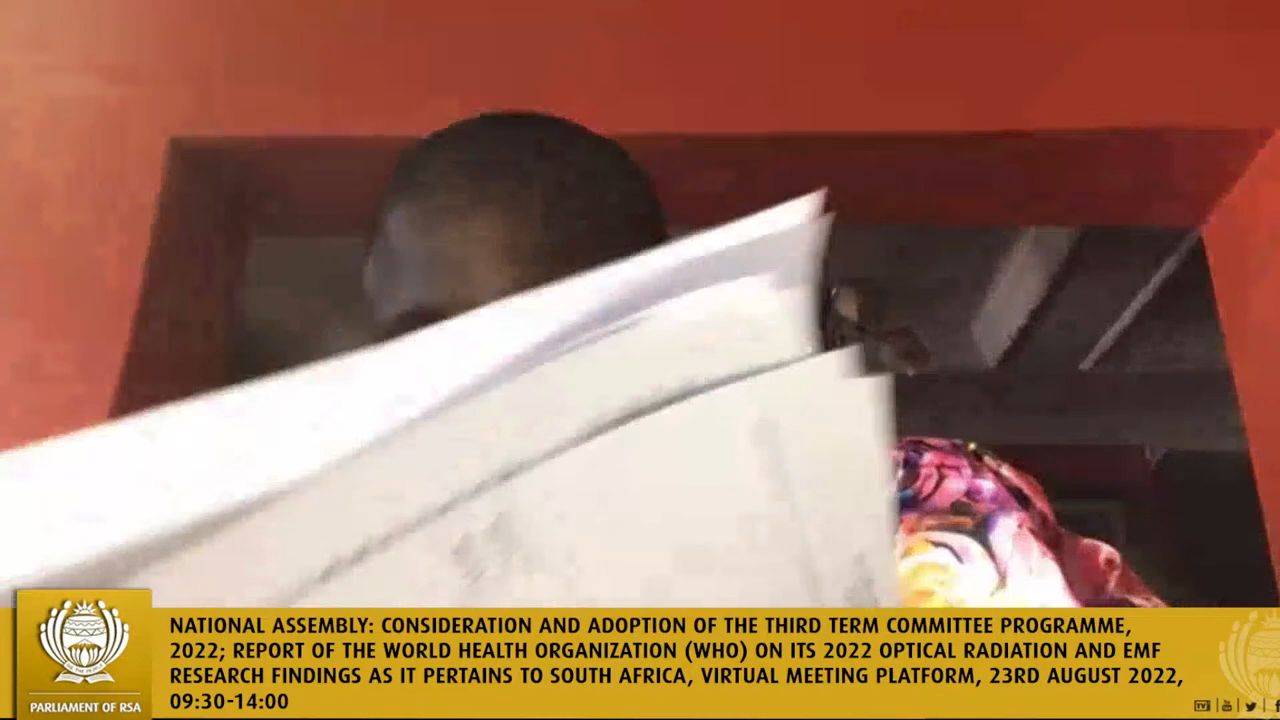 NATIONAL ASSEMBLY: CONSIDERATION AND ADOPTION OF THE THIRD TERM COMMITTEE PROGRAMME,
2022; REPORT OF THE WORLD HEALTH ORGANIZATION (WHO) ON ITS 2022 OPTICAL RADIATION AND EMF
RESEARCH FINDINGS AS IT PERTAINS TO SOUTH AFRICA, VIRTUAL MEETING PLATFORM, 23RD AUGUST 2022,
09:30-14:00
PARLIAMENT OF RSA